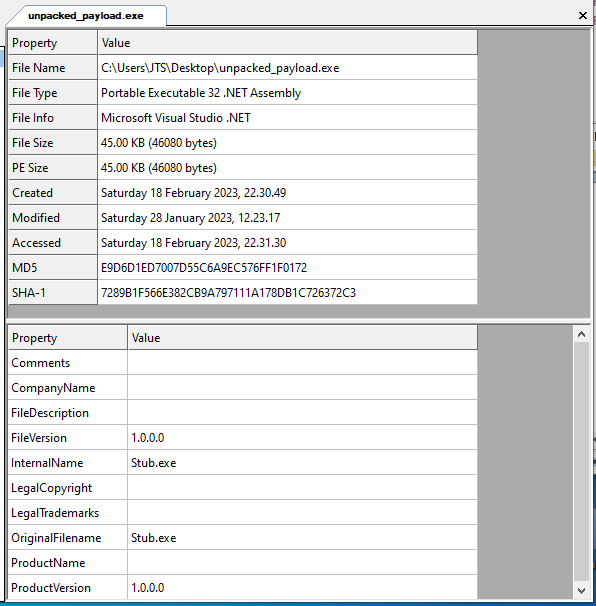 unpacked_payload.exe
Property Value
File Name C:\Users\JTS\Desktop\unpacked_payload.exe
File Type Portable Executable 32 .NET Assembly
File Info Microsoft Visual Studio .NET
File Size 45.00 KB (46080 bytes)
PE Size 45.00 KB (46080 bytes)
Created Saturday 18 February 2023, 22.30.49
Modified Saturday 28 January 2023, 12.23.17
Accessed Saturday 18 February 2023, 22.31.30
MD5 E9D6D1ED7007D55C6A9EC576FF1F0172
SHA-1 7289B1F566E382CB9A797111A178DB1C726372C3
Property Value
Comments
CompanyName
FileDescription
FileVersion 1.0.0.0
InternalName Stub.exe
LegalCopyright
LegalTrademarks
OriginalFilename Stub.exe
ProductName
ProductVersion 1.0.0.0